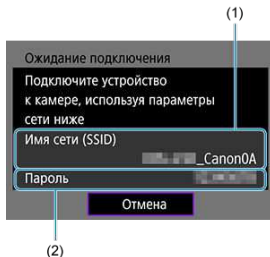 (1)
Ожидание подключения
Подключите устройство
к камере, используя параметры
сети ниже
Имя сети (SSID)
_Canon0A
Пароль
Отмена
(2)